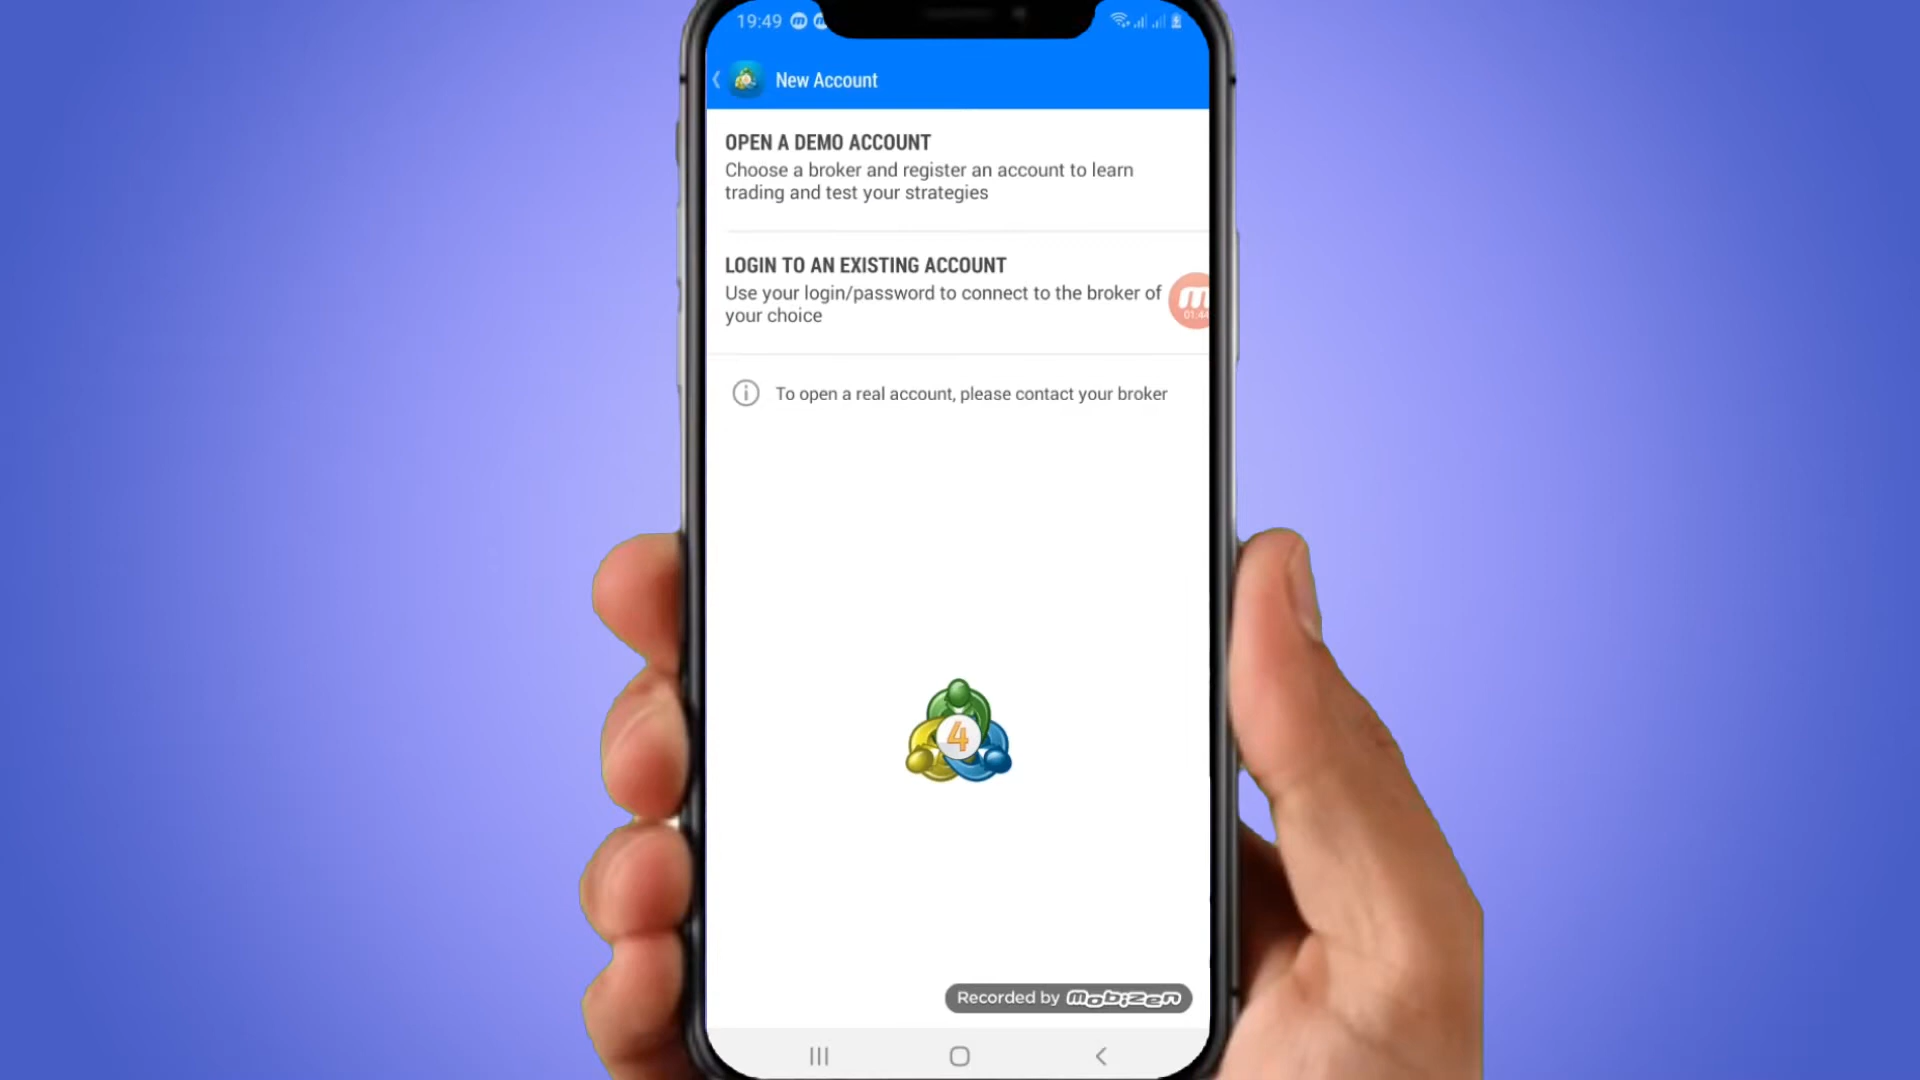 19:49
New Account
OPEN A DEMO ACCOUNT
Choose a broker and register an account to learn
trading and test your strategies
LOGIN TO AN EXISTING ACCOUNT
Use your login/password to connect to the broker of
your choice
01:44
To open a real account, please contact your broker
4
Recorded by mobizen